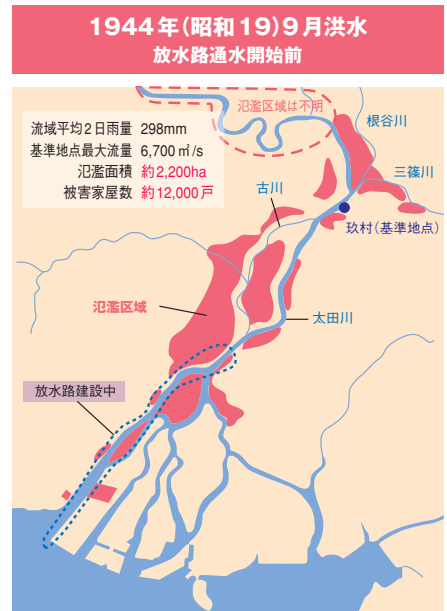 1944年(昭和19)9月洪水
放水路通水開始前
氾濫区域は不明
根谷川
流域平均2日雨量 298mm
基準地点最大流量 6,700㎥/s
氾濫面積 約2,200ha
被害家屋数 約12,000戸
三篠川
古川
玖村(基準地点)
氾濫区域
太田川
放水路建設中